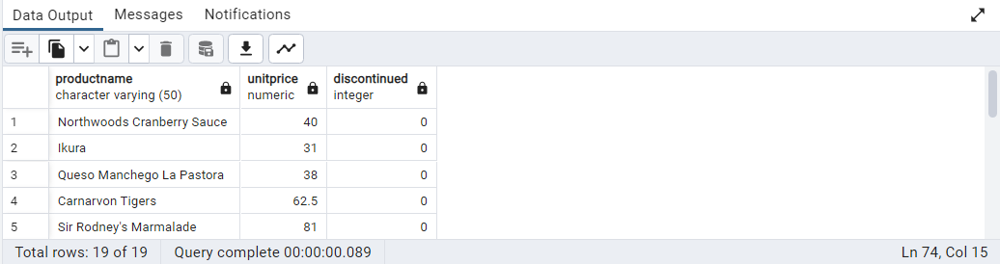 Data Output Messages Notifications
productname unitprice discontinued
character varying (50) numeric integer
1 Northwoods Cranberry Sauce 40 0
2 Ikura 31 0
3 Queso Manchego La Pastora 38 0
4 Carnarvon Tigers 62.5 0
5 Sir Rodney's Marmalade 81 0
Total rows: 19 of 19 Query complete 00:00:00.089 Ln 74, Col 15